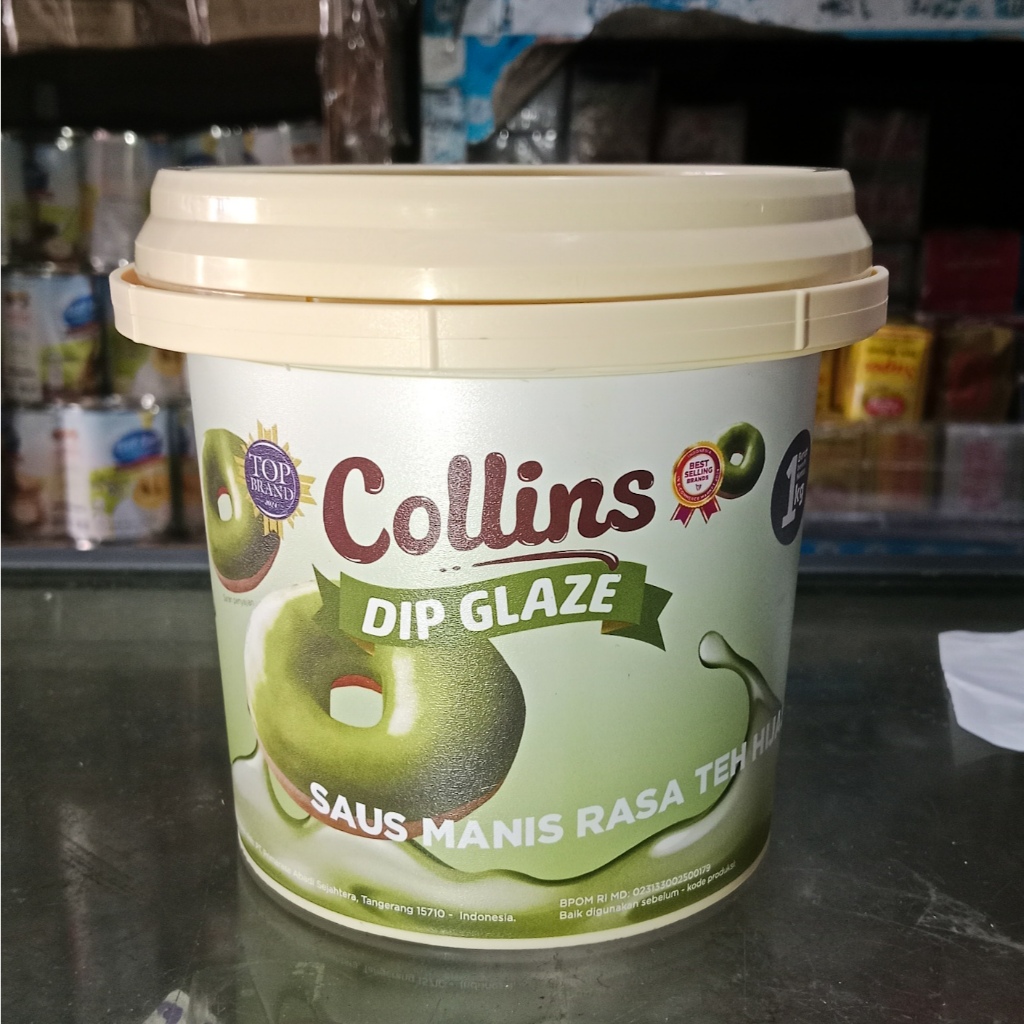 TOP
BRAND
Collins
BEST
SELLING
BRANDS
1
kg
DIP GLAZE
SAUS MANIS RASA TEH
Sejahtera, Tangerang 15710 - Indonesia.
BPOM RI MD: 023133002500179
Baik digunakan sebelum - kode produksi